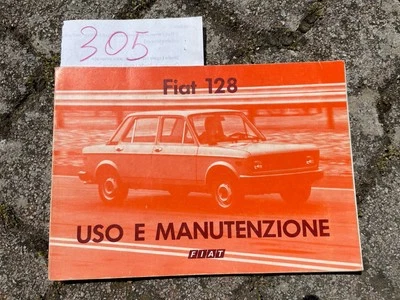 305
Fiat 128
USO E MANUTENZIONE
FIAT